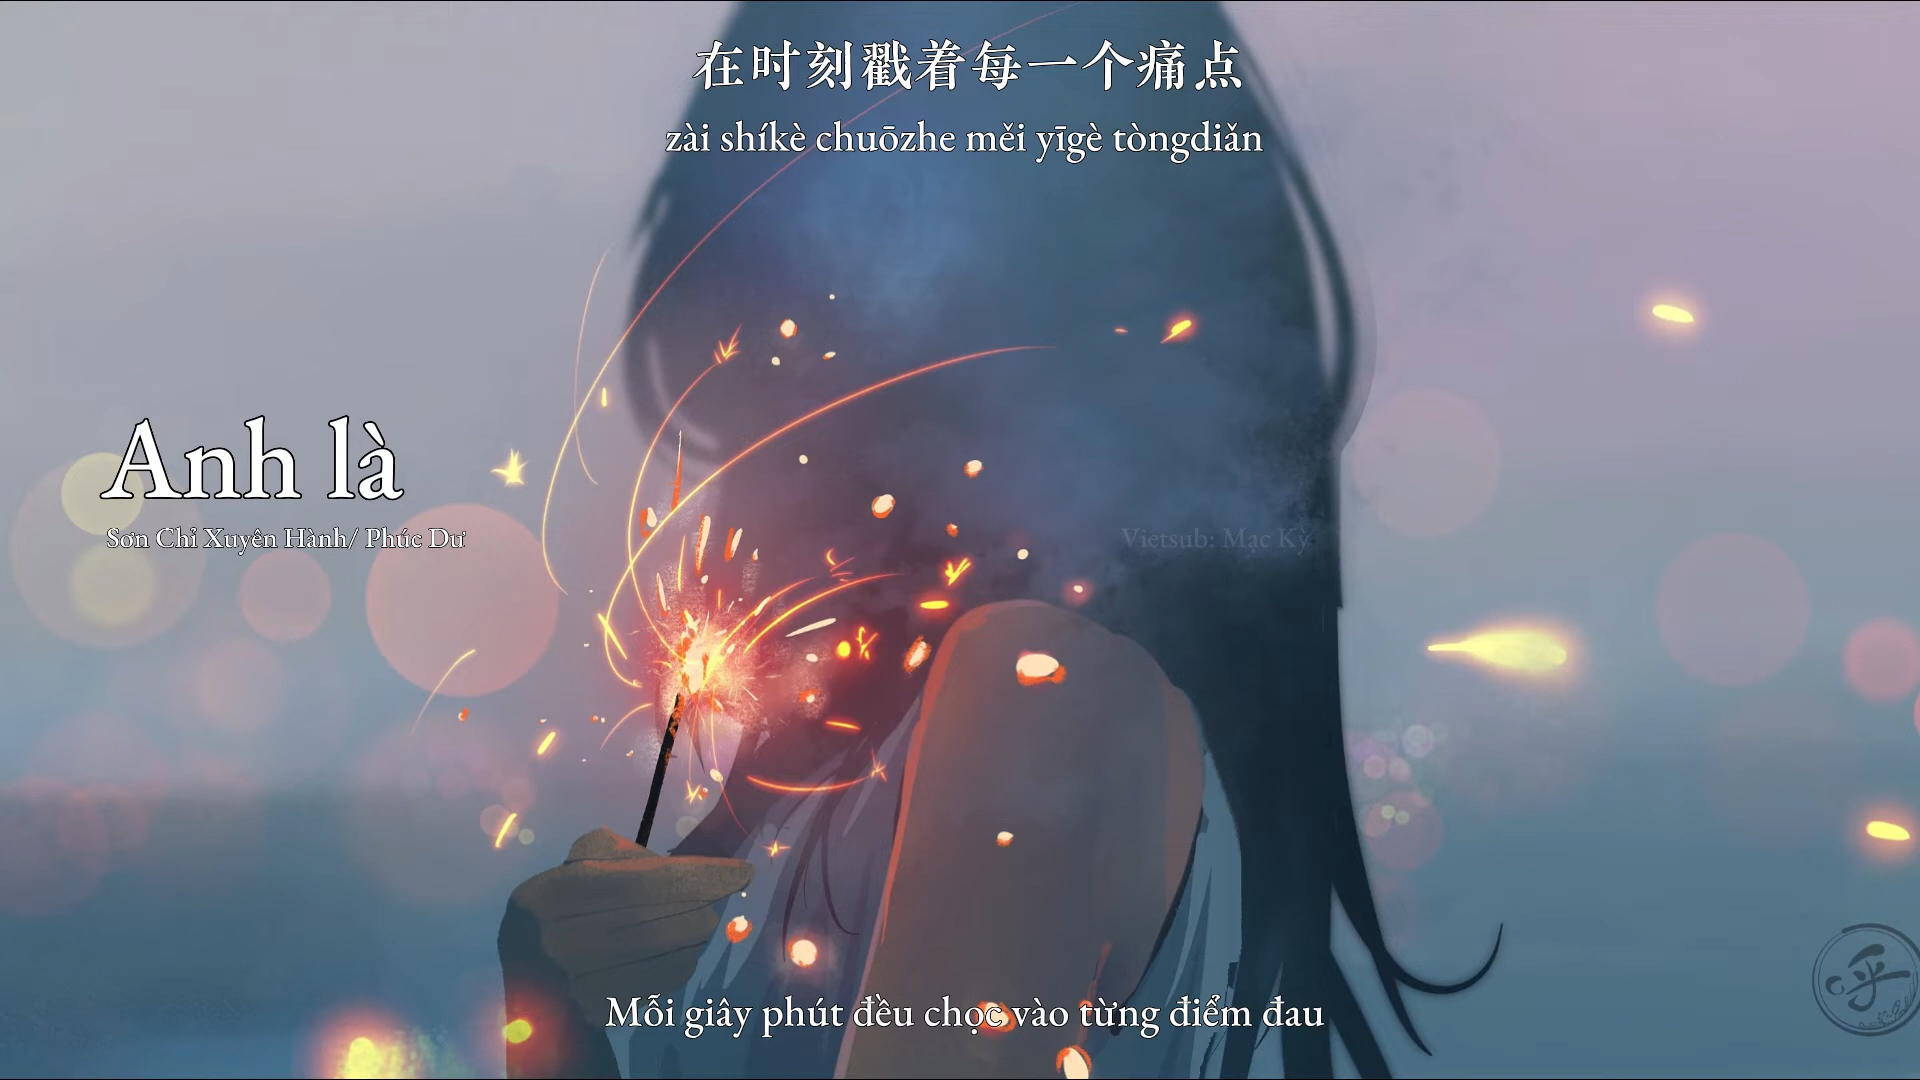 在时刻戳着每一个痛点
zài shíkè chuōzhe měi yīgè tòngdiǎn
Anh là
Sơn Chỉ Xuyên Hành/ Phúc Dư
Vietsub: Mạc Kỳ
Mỗi giây phút đều chọc vào từng điểm đau
呼